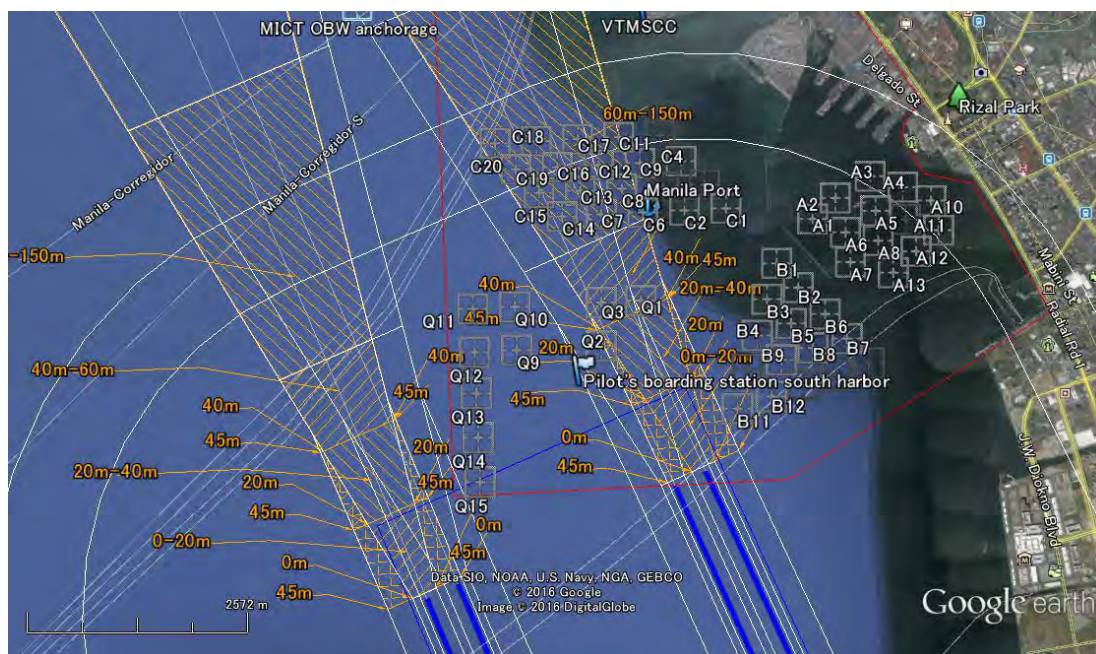 MICT OBW anchorage
VTMSCC
Delgado St
Rizal Park
60m-150m
C18
C17
C11
C20
C19
C16
C12
C9
C4
Manila-Corregidor
Manila-Corregidor S
C13
C8
Manila Port
C15
C14
C7
C6
C2
C1
A3
A4
A2
A10
A1
A5
A11
A6
A8
A12
A7
A13
-150m
40m
45m
B1
20m-40m
B2
Mabini St
40m
Q3
Q1
B3
B6
Radial Rd 1
Q11
45m
Q10
20m
B4
B5
B7
Q2
40m
Q9
20m
0m-20m
B9
B8
40m-60m
Q12
Pilot's boarding station south harbor
45m
45m
40m
Q13
B11
B12
45m
20m
0m
20m-40m
Q14
45m
20m
45m
45m
Q15
0m
J.W. Diokno Blvd
0-20m
0m
45m
45m
Data SIO, NOAA, U.S. Navy, NGA, GEBCO
© 2016 Google
Image © 2016 DigitalGlobe
2572 m
Google earth